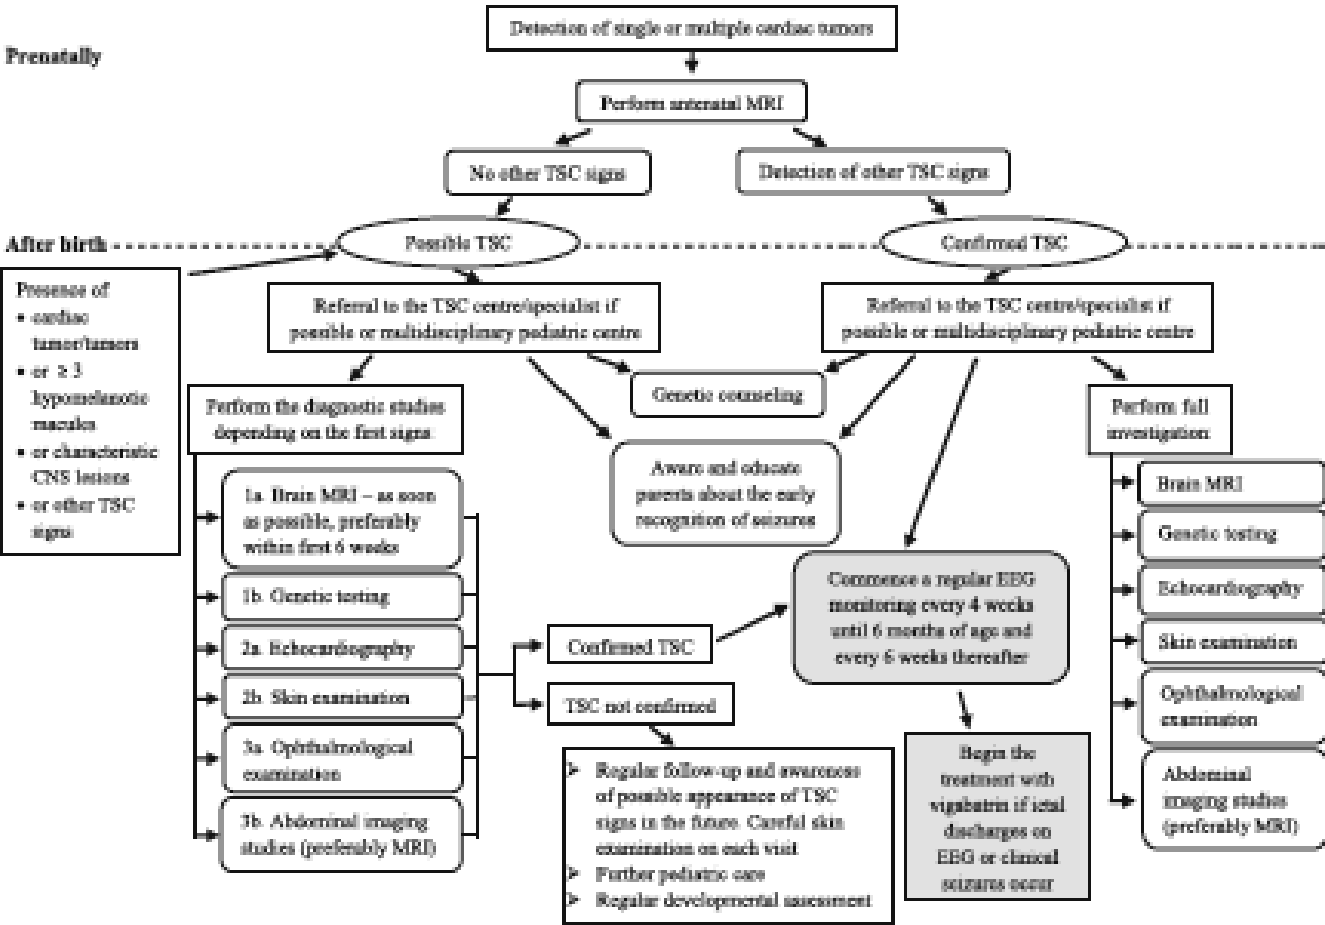 Detection of single or multiple cardiac tumors
Prenatally
Perform antenatal MRI
No other TSC signs
Detection of other TSC signs
After birth
Possible TSC
Confirmed TSC
Presence of
• cardiac
tumor/tumors
• or ≥ 3
hypomelanotic
macules
• or characteristic
CNS lesions
• or other TSC
signs
Referral to the TSC centre/specialist if
possible or multidisciplinary pediatric centre
Referral to the TSC centre/specialist if
possible or multidisciplinary pediatric centre
Genetic counseling
Perform the diagnostic studies
depending on the first signs:
Perform full
investigation:
Aware and educate
parents about the early
recognition of seizures
1a. Brain MRI – as soon
as possible, preferably
within first 6 weeks
1b. Genetic testing
2a. Echocardiography
2b. Skin examination
3a. Ophthalmological
examination
3b. Abdominal imaging
studies (preferably MRI)
Confirmed TSC
TSC not confirmed
➢ Regular follow-up and awareness
of possible appearance of TSC
signs in the future. Careful skin
examination on each visit
➢ Further pediatric care
➢ Regular developmental assessment
Commence a regular EEG
monitoring every 4 weeks
until 6 months of age and
every 6 weeks thereafter
Begin the
treatment with
vigabatrin if ictal
discharges on
EEG or clinical
seizures occur
Brain MRI
Genetic testing
Echocardiography
Skin examination
Ophthalmological
examination
Abdominal
imaging studies
(preferably MRI)